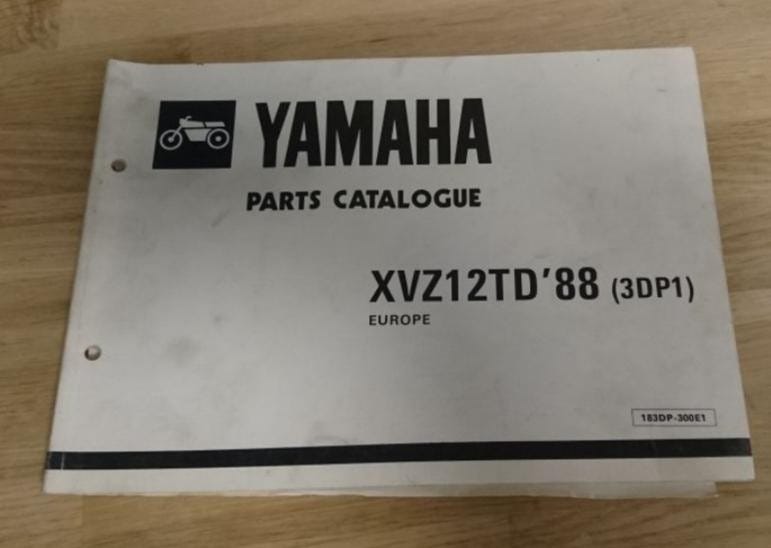 YAMAHA
PARTS CATALOGUE
XVZ12TD'88 (3DP1)
EUROPE
183DP-300E1